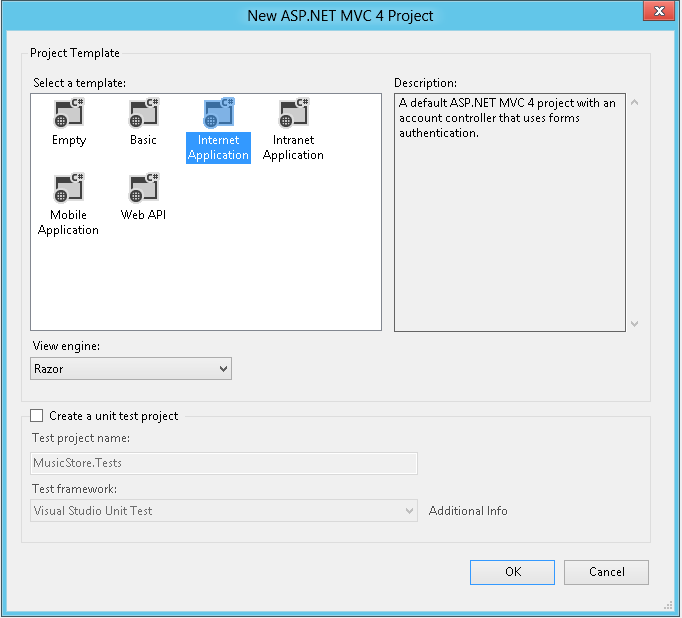 New ASP.NET MVC 4 Project
x
Project Template
Select a template:
C# C# C# C#
Empty Basic Internet Intranet
Application Application
C# C#
Mobile Web API
Application
Description:
A default ASP.NET MVC 4 project with an
account controller that uses forms
authentication.
View engine:
Razor
Create a unit test project
Test project name:
MusicStore.Tests
Test framework:
Visual Studio Unit Test
Additional Info
OK Cancel